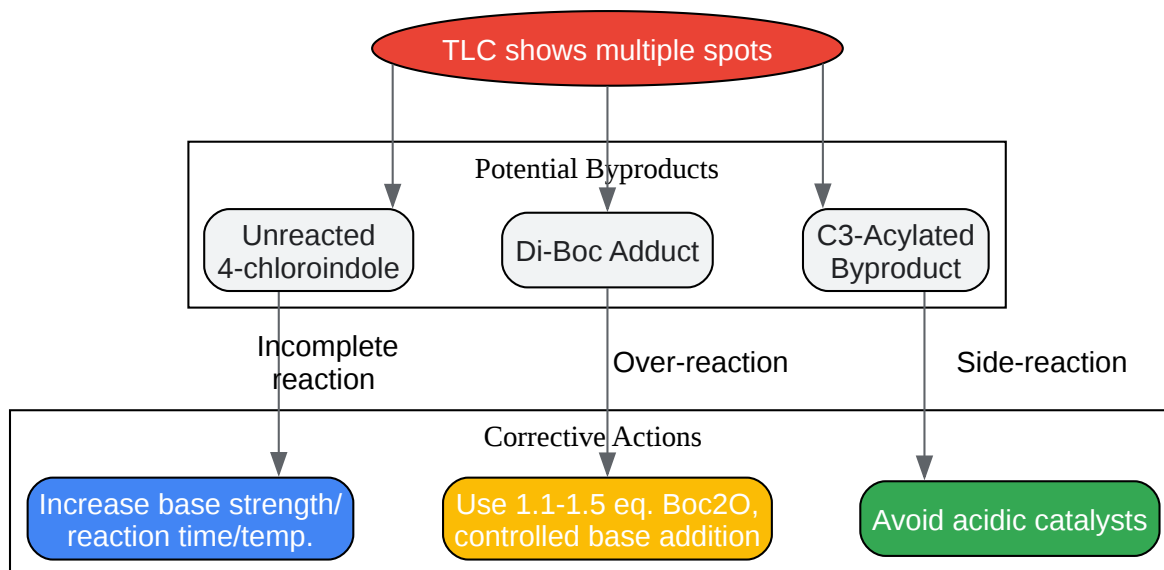 TLC shows multiple spots
Potential Byproducts
Unreacted
4-chloroindole
Di-Boc Adduct
C3-Acylated
Byproduct
Incomplete
reaction
Over-reaction
Side-reaction
Corrective Actions
Increase base strength/
reaction time/temp.
Use 1.1-1.5 eq. Boc2O,
controlled base addition
Avoid acidic catalysts